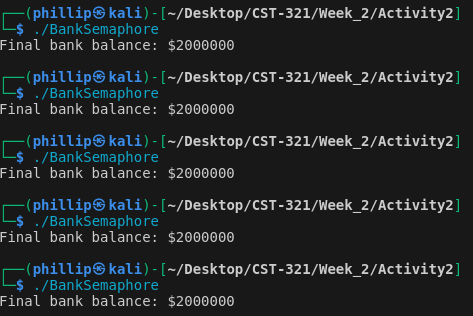 ┌──(phillip㉿kali)-[~/Desktop/CST-321/Week_2/Activity2]
└─$ ./BankSemaphore
Final bank balance: $2000000
┌──(phillip㉿kali)-[~/Desktop/CST-321/Week_2/Activity2]
└─$ ./BankSemaphore
Final bank balance: $2000000
┌──(phillip㉿kali)-[~/Desktop/CST-321/Week_2/Activity2]
└─$ ./BankSemaphore
Final bank balance: $2000000
┌──(phillip㉿kali)-[~/Desktop/CST-321/Week_2/Activity2]
└─$ ./BankSemaphore
Final bank balance: $2000000
┌──(phillip㉿kali)-[~/Desktop/CST-321/Week_2/Activity2]
└─$ ./BankSemaphore
Final bank balance: $2000000